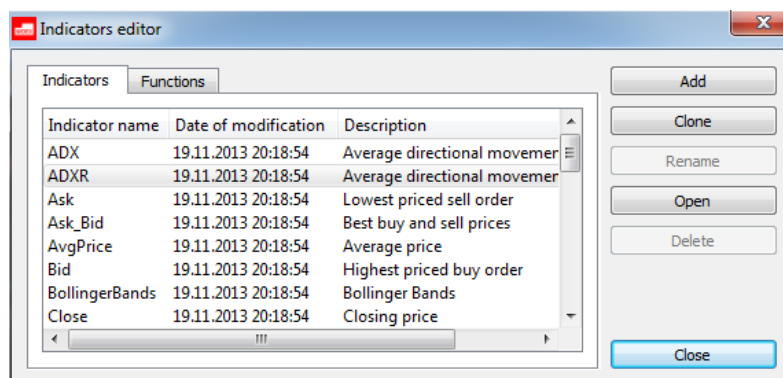 Indicators editor
Indicators Functions
Indicator name Date of modification Description
ADX 19.11.2013 20:18:54 Average directional movemen
ADXR 19.11.2013 20:18:54 Average directional movemen
Ask 19.11.2013 20:18:54 Lowest priced sell order
Ask_Bid 19.11.2013 20:18:54 Best buy and sell prices
AvgPrice 19.11.2013 20:18:54 Average price
Bid 19.11.2013 20:18:54 Highest priced buy order
BollingerBands 19.11.2013 20:18:54 Bollinger Bands
Close 19.11.2013 20:18:54 Closing price
Add
Clone
Rename
Open
Delete
Close